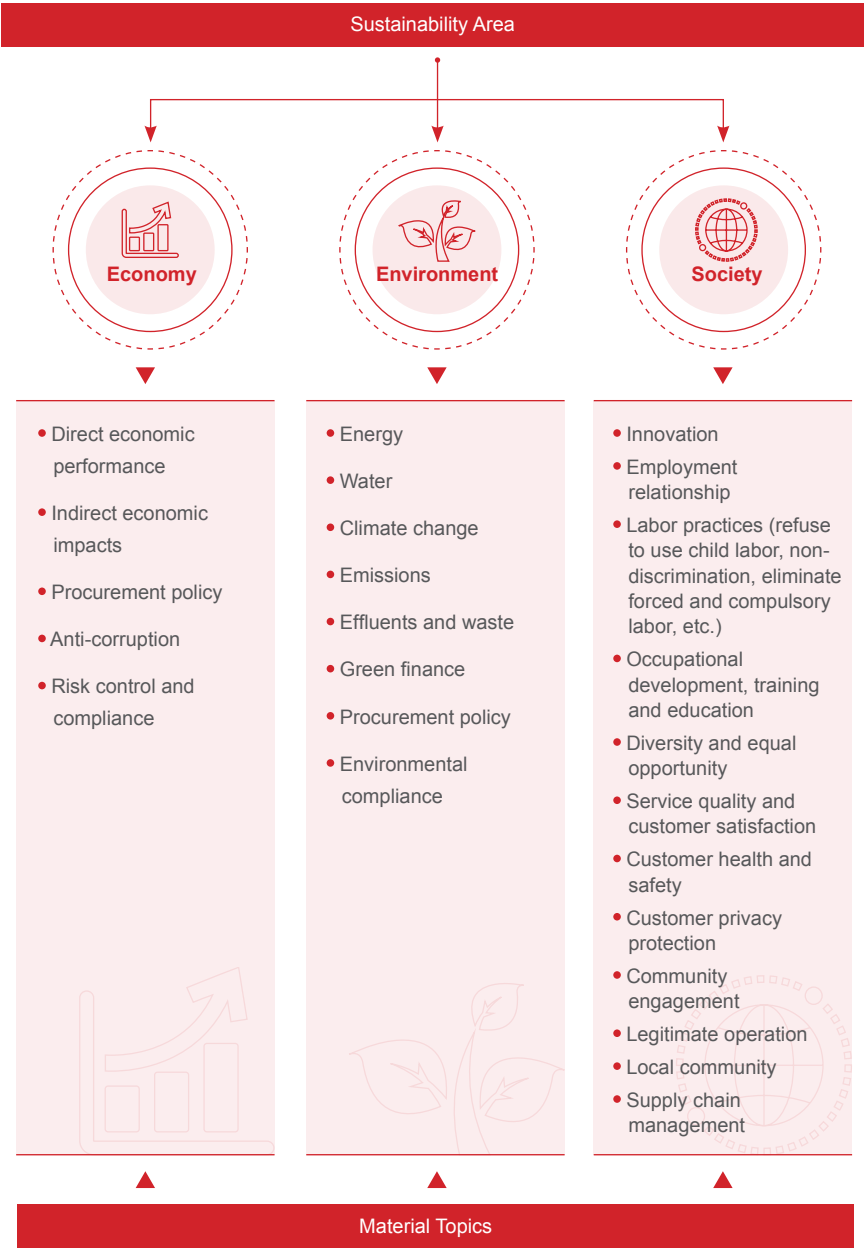 Sustainability Area
Economy
Environment
Society
• Direct economic
performance
• Indirect economic
impacts
• Procurement policy
• Anti-corruption
• Risk control and
compliance
• Energy
• Water
• Climate change
• Emissions
• Effluents and waste
• Green finance
• Procurement policy
• Environmental
compliance
• Innovation
• Employment
relationship
• Labor practices (refuse
to use child labor, non-
discrimination, eliminate
forced and compulsory
labor, etc.)
• Occupational
development, training
and education
• Diversity and equal
opportunity
• Service quality and
customer satisfaction
• Customer health and
safety
• Customer privacy
protection
• Community
engagement
• Legitimate operation
• Local community
• Supply chain
management
Material Topics